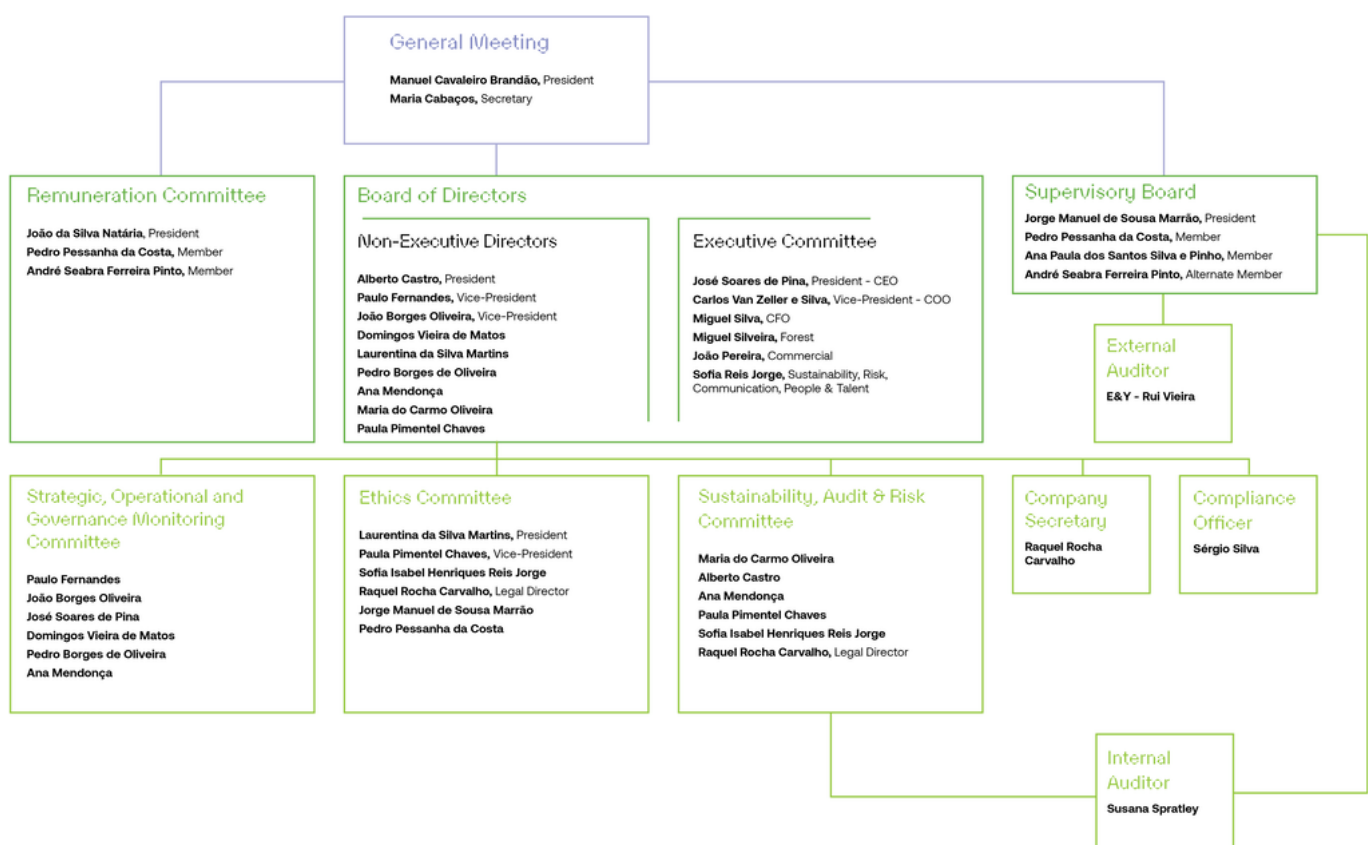 General Meeting
Manuel Cavaleiro Brandão, President
Maria Cabaços, Secretary
Remuneration Committee
João da Silva Natária, President
Pedro Pessanha da Costa, Member
André Seabra Ferreira Pinto, Member
Board of Directors
Non-Executive Directors
Alberto Castro, President
Paulo Fernandes, Vice-President
João Borges Oliveira, Vice-President
Domingos Vieira de Matos
Laurentina da Silva Martins
Pedro Borges de Oliveira
Ana Mendonça
Maria do Carmo Oliveira
Paula Pimentel Chaves
Executive Committee
José Soares de Pina, President - CEO
Carlos Van Zeller e Silva, Vice-President - COO
Miguel Silva, CFO
Miguel Silveira, Forest
João Pereira, Commercial
Sofia Reis Jorge, Sustainability, Risk,
Communication, People & Talent
Supervisory Board
Jorge Manuel de Sousa Marrão, President
Pedro Pessanha da Costa, Member
Ana Paula dos Santos Silva e Pinho, Member
André Seabra Ferreira Pinto, Alternate Member
External
Auditor
E&Y - Rui Vieira
Strategic, Operational and
Governance Monitoring
Committee
Paulo Fernandes
João Borges Oliveira
José Soares de Pina
Domingos Vieira de Matos
Pedro Borges de Oliveira
Ana Mendonça
Ethics Committee
Laurentina da Silva Martins, President
Paula Pimentel Chaves, Vice-President
Sofia Isabel Henriques Reis Jorge
Raquel Rocha Carvalho, Legal Director
Jorge Manuel de Sousa Marrão
Pedro Pessanha da Costa
Sustainability, Audit & Risk
Committee
Maria do Carmo Oliveira
Alberto Castro
Ana Mendonça
Paula Pimentel Chaves
Sofia Isabel Henriques Reis Jorge
Raquel Rocha Carvalho, Legal Director
Company
Secretary
Raquel Rocha
Carvalho
Compliance
Officer
Sérgio Silva
Internal
Auditor
Susana Spratley